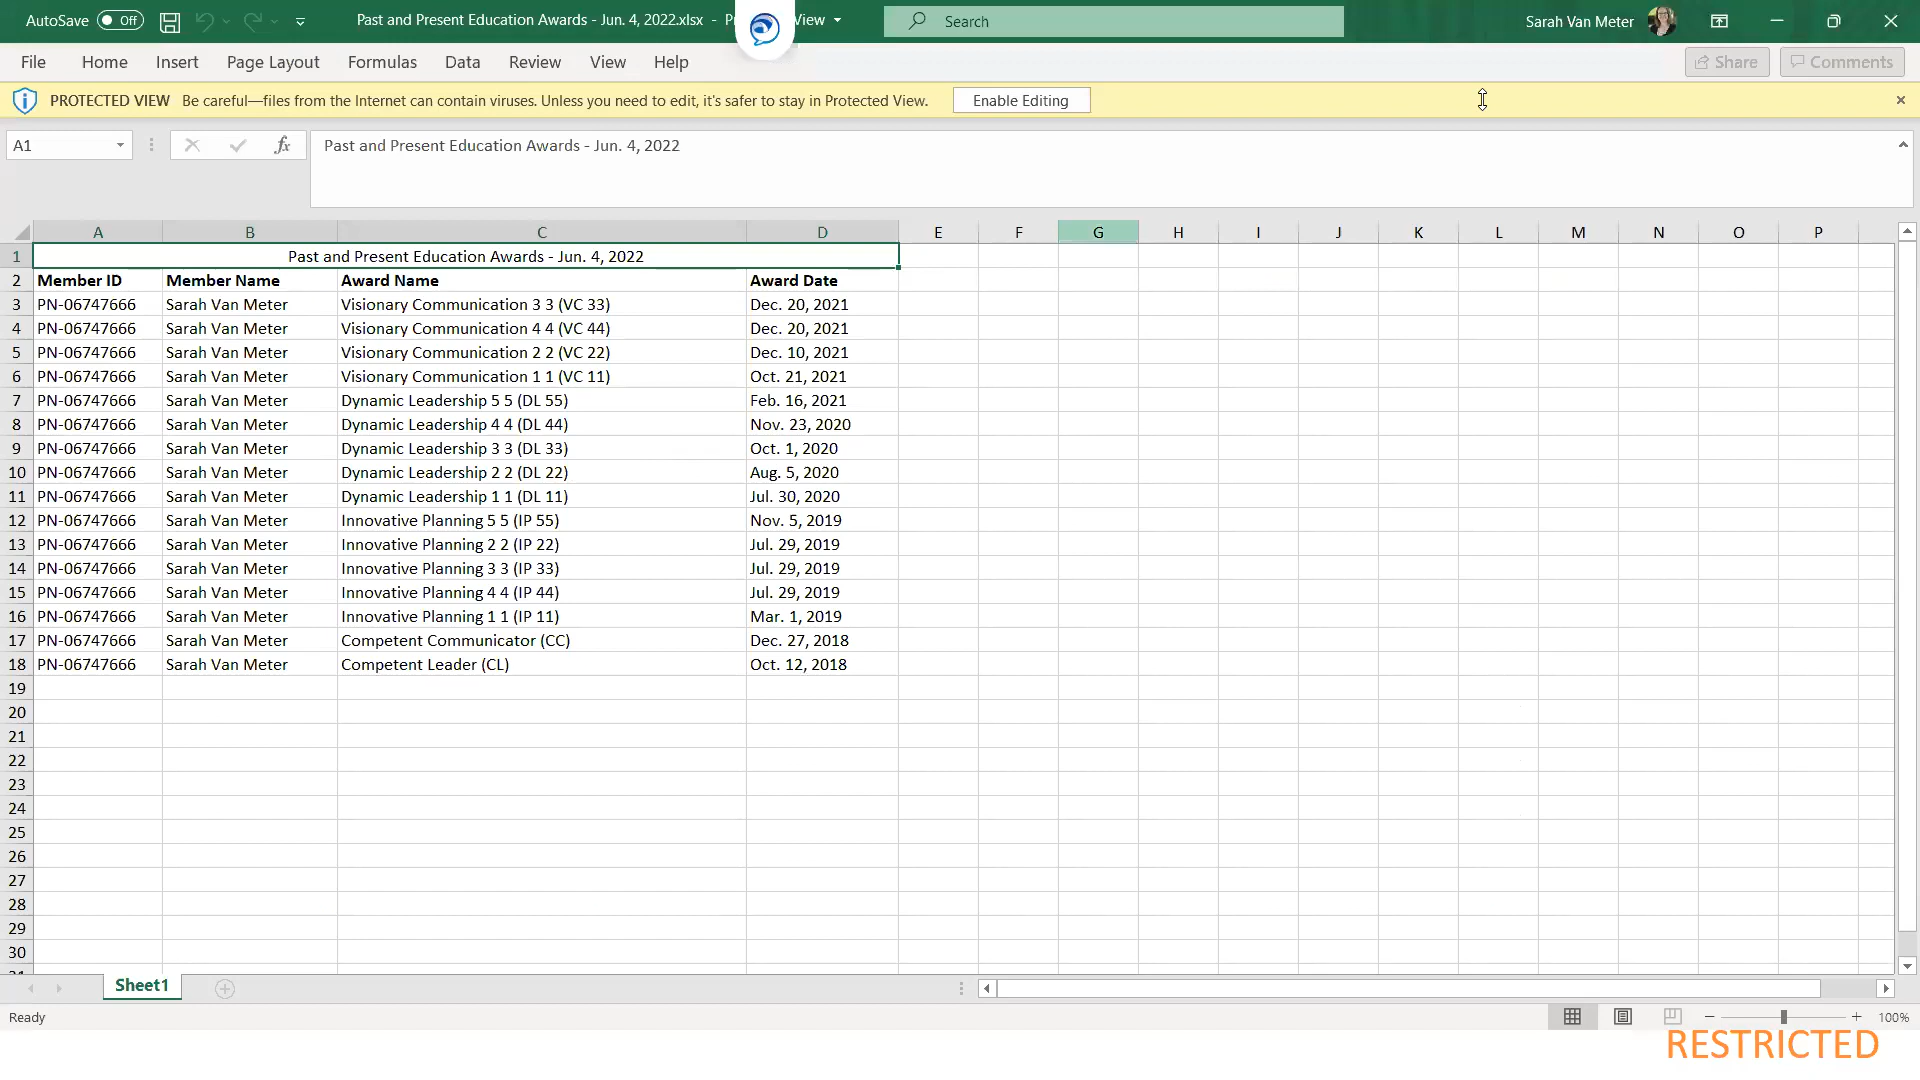 AutoSave Off Past and Present Education Awards - Jun. 4, 2022.xlsx - View Search Sarah Van Meter
File Home Insert Page Layout Formulas Data Review View Help Share Comments
PROTECTED VIEW Be careful—files from the Internet can contain viruses. Unless you need to edit, it's safer to stay in Protected View. Enable Editing
A1 fx Past and Present Education Awards - Jun. 4, 2022
A B C D E F G H I J K L M N O P
1 Past and Present Education Awards - Jun. 4, 2022
2 Member ID Member Name Award Name Award Date
3 PN-06747666 Sarah Van Meter Visionary Communication 3 3 (VC 33) Dec. 20, 2021
4 PN-06747666 Sarah Van Meter Visionary Communication 4 4 (VC 44) Dec. 20, 2021
5 PN-06747666 Sarah Van Meter Visionary Communication 2 2 (VC 22) Dec. 10, 2021
6 PN-06747666 Sarah Van Meter Visionary Communication 1 1 (VC 11) Oct. 21, 2021
7 PN-06747666 Sarah Van Meter Dynamic Leadership 5 5 (DL 55) Feb. 16, 2021
8 PN-06747666 Sarah Van Meter Dynamic Leadership 4 4 (DL 44) Nov. 23, 2020
9 PN-06747666 Sarah Van Meter Dynamic Leadership 3 3 (DL 33) Oct. 1, 2020
10 PN-06747666 Sarah Van Meter Dynamic Leadership 2 2 (DL 22) Aug. 5, 2020
11 PN-06747666 Sarah Van Meter Dynamic Leadership 1 1 (DL 11) Jul. 30, 2020
12 PN-06747666 Sarah Van Meter Innovative Planning 5 5 (IP 55) Nov. 5, 2019
13 PN-06747666 Sarah Van Meter Innovative Planning 2 2 (IP 22) Jul. 29, 2019
14 PN-06747666 Sarah Van Meter Innovative Planning 3 3 (IP 33) Jul. 29, 2019
15 PN-06747666 Sarah Van Meter Innovative Planning 4 4 (IP 44) Jul. 29, 2019
16 PN-06747666 Sarah Van Meter Innovative Planning 1 1 (IP 11) Mar. 1, 2019
17 PN-06747666 Sarah Van Meter Competent Communicator (CC) Dec. 27, 2018
18 PN-06747666 Sarah Van Meter Competent Leader (CL) Oct. 12, 2018
19
20
21
22
23
24
25
26
27
28
29
30
Sheet1
Ready 100%
RESTRICTED